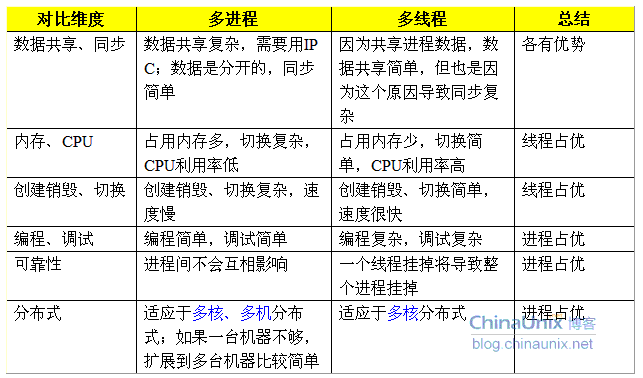 对比维度 多进程 多线程 总结
数据共享、同步 数据共享复杂，需要用IP 因为共享进程数据，数 各有优势
C；数据是分开的，同步 据共享简单，但也是因
简单 为这个原因导致同步复
杂
内存、CPU 占用内存多，切换复杂， 占用内存少，切换简 线程占优
CPU利用率低 单，CPU利用率高
创建销毁、切换 创建销毁、切换复杂，速 创建销毁、切换简单， 线程占优
度慢 速度很快
编程、调试 编程简单，调试简单 编程复杂，调试复杂 进程占优
可靠性 进程间不会互相影响 一个线程挂掉将导致整 进程占优
个进程挂掉
分布式 适应于多核、多机分布 适应于多核分布式 进程占优
式；如果一台机器不够，
扩展到多台机器比较简单
ChinaUnix 博客
blog.chinaunix.net